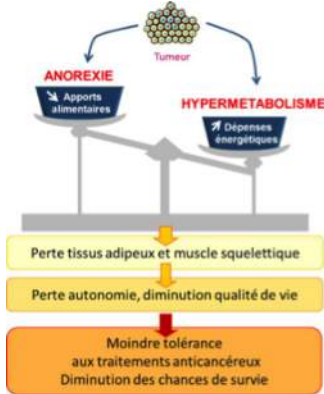 Tumeur
ANOREXIE
↘ Apports
alimentaires
HYPERMETABOLISME
↗ Dépenses
énergétiques
Perte tissus adipeux et muscle squelettique
Perte autonomie, diminution qualité de vie
Moindre tolérance
aux traitements anticancéreux
Diminution des chances de survie